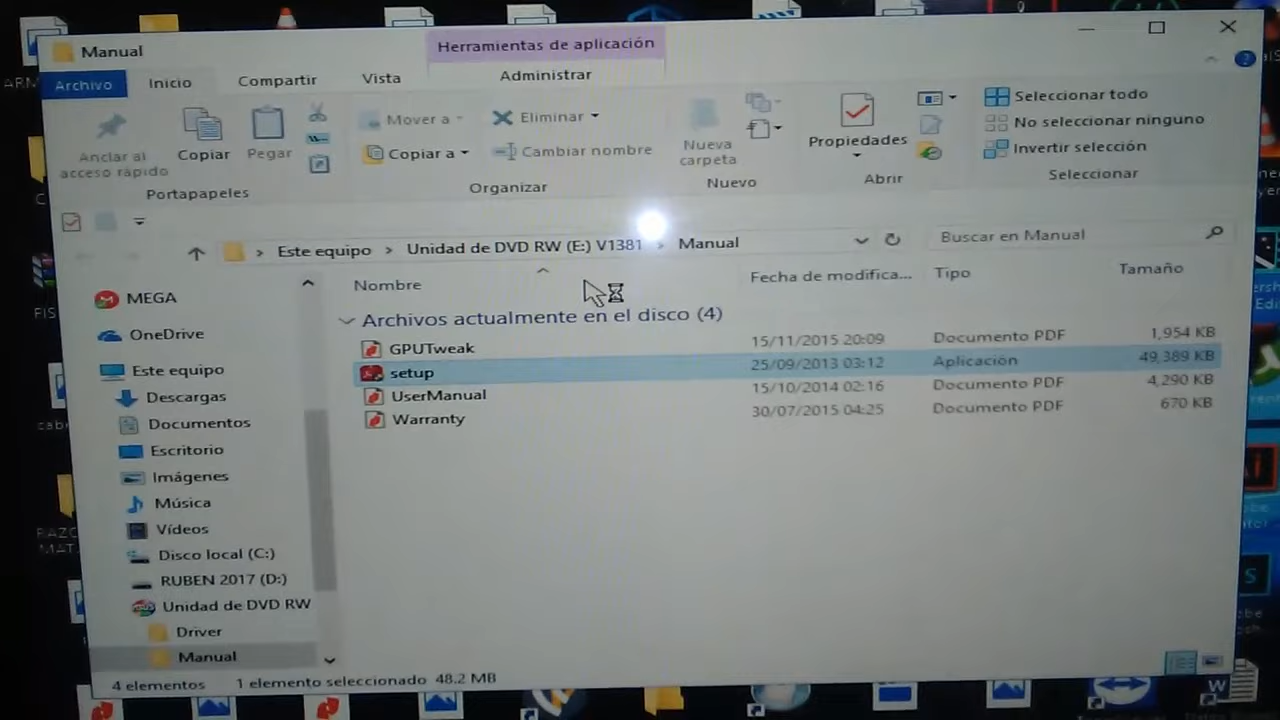 Manual
Herramientas de aplicación
Archivo
Inicio
Compartir
Vista
Administrar
Anclar al
acceso rápido
Copiar
Pegar
Mover a
Copiar a
Eliminar
Cambiar nombre
Nueva
carpeta
Propiedades
Seleccionar todo
No seleccionar ninguno
Invertir selección
Portapapeles
Organizar
Nuevo
Abrir
Seleccionar
Este equipo > Unidad de DVD RW (E:) V1381 > Manual
Buscar en Manual
Nombre
Fecha de modifica...
Tipo
Tamaño
Archivos actualmente en el disco (4)
GPUTweak 15/11/2015 20:09 Documento PDF 1,954 KB
setup 25/09/2013 03:12 Aplicación 49,389 KB
UserManual 15/10/2014 02:16 Documento PDF 4,290 KB
Warranty 30/07/2015 04:25 Documento PDF 670 KB
MEGA
OneDrive
Este equipo
Descargas
Documentos
Escritorio
Imágenes
Música
Vídeos
Disco local (C:)
RUBEN 2017 (D:)
Unidad de DVD RW
Driver
Manual
4 elementos
1 elemento seleccionado 48.2 MB